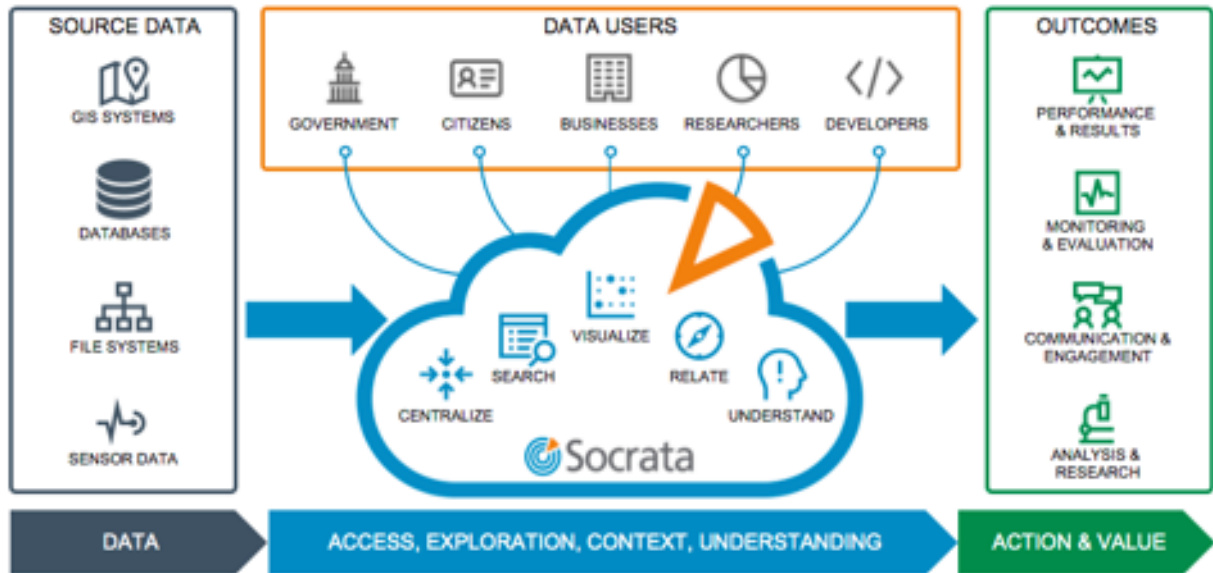 SOURCE DATA
GIS SYSTEMS
DATABASES
FILE SYSTEMS
SENSOR DATA
DATA USERS
GOVERNMENT
CITIZENS
BUSINESSES
RESEARCHERS
DEVELOPERS
</>
CENTRALIZE
SEARCH
VISUALIZE
RELATE
UNDERSTAND
Socrata
OUTCOMES
PERFORMANCE
& RESULTS
MONITORING
& EVALUATION
COMMUNICATION &
ENGAGEMENT
ANALYSIS &
RESEARCH
DATA
ACCESS, EXPLORATION, CONTEXT, UNDERSTANDING
ACTION & VALUE